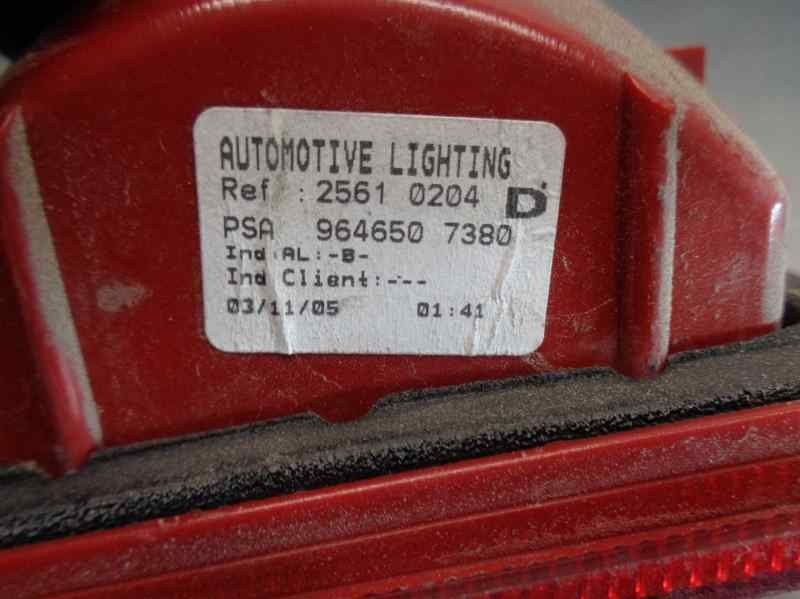 AUTOMOTIVE LIGHTING
Ref : 2561 0204 D
PSA 964650 7380
Ind AL:-B-
Ind Client:---
03/11/05 01:41